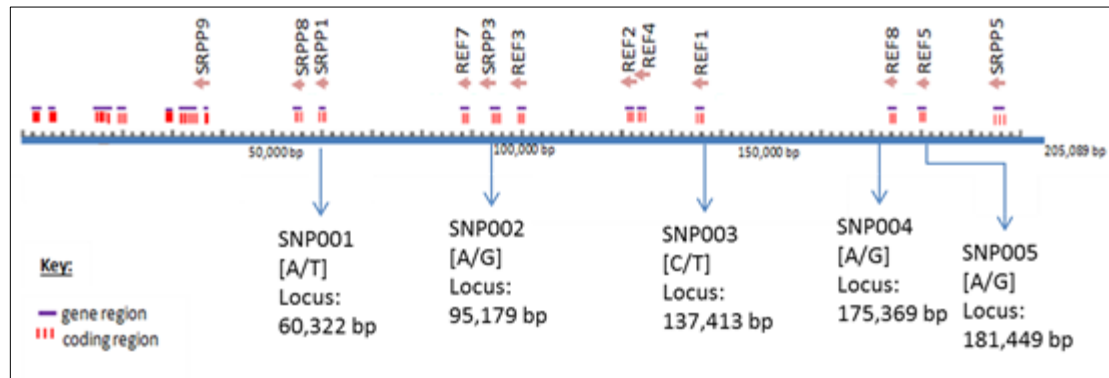 SRPP9
SRPP8
SRPP1
REF7
SRPP3
REF3
REF2
REF4
REF1
REF8
REF5
SRPP5
50,000 bp
100,000 bp
150,000 bp
205,089 bp
SNP001
[A/T]
Locus:
60,322 bp
SNP002
[A/G]
Locus:
95,179 bp
SNP003
[C/T]
Locus:
137,413 bp
SNP004
[A/G]
Locus:
175,369 bp
SNP005
[A/G]
Locus:
181,449 bp
Key:
gene region
coding region